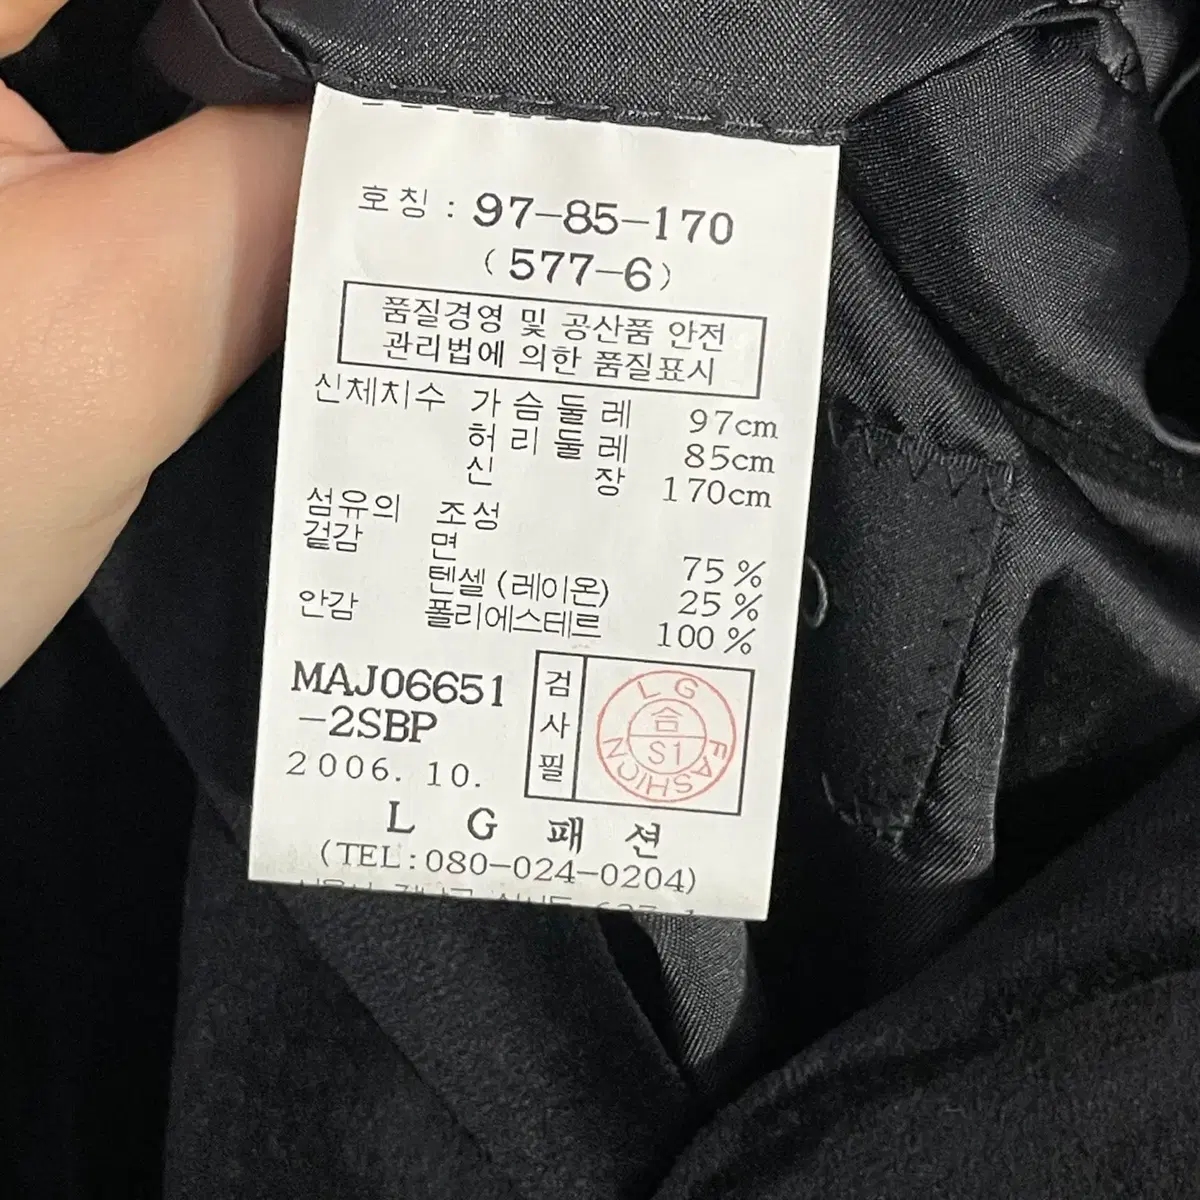 호칭 : 97-85-170
(577-6)
품질경영 및 공산품 안전
관리법에 의한 품질표시
신체치수 가슴둘레 97cm
허리둘레 85cm
신 장 170cm
섬유의 조성
겉감 면 75%
텐셀 (레이온) 25%
안감 폴리에스테르 100%
MAJ06651
-2SBP
2006. 10.
검사필
LG
합
S1
FASHION
LG패션
(TEL:080-024-0204)